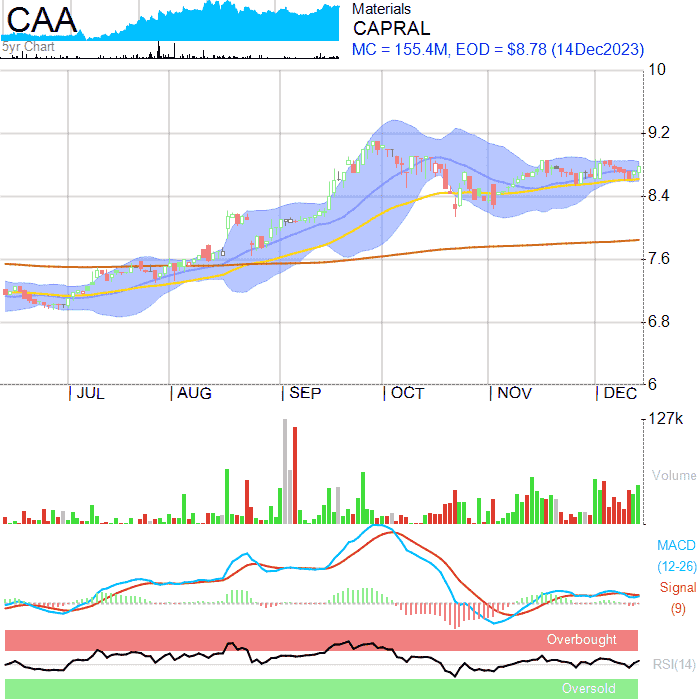 CAA
5yr Chart
Materials
CAPRAL
MC = 155.4M, EOD = $8.78 (14Dec2023)
10
9.2
8.4
7.6
6.8
6
JUL AUG SEP OCT NOV DEC
127k
Volume
MACD
(12-26)
Signal
(9)
Overbought
RSI(14)
Oversold